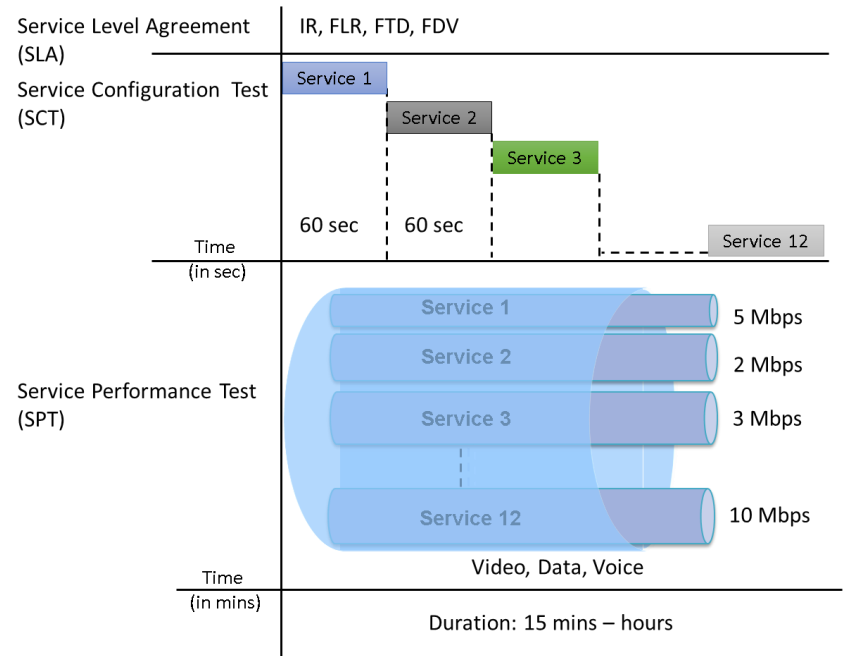 Service Level Agreement
(SLA)
IR, FLR, FTD, FDV
Service Configuration Test
(SCT)
Service 1
Service 2
Service 3
60 sec
60 sec
Service 12
Time
(in sec)
Service Performance Test
(SPT)
Service 1
5 Mbps
Service 2
2 Mbps
Service 3
3 Mbps
Service 12
10 Mbps
Video, Data, Voice
Time
(in mins)
Duration: 15 mins – hours